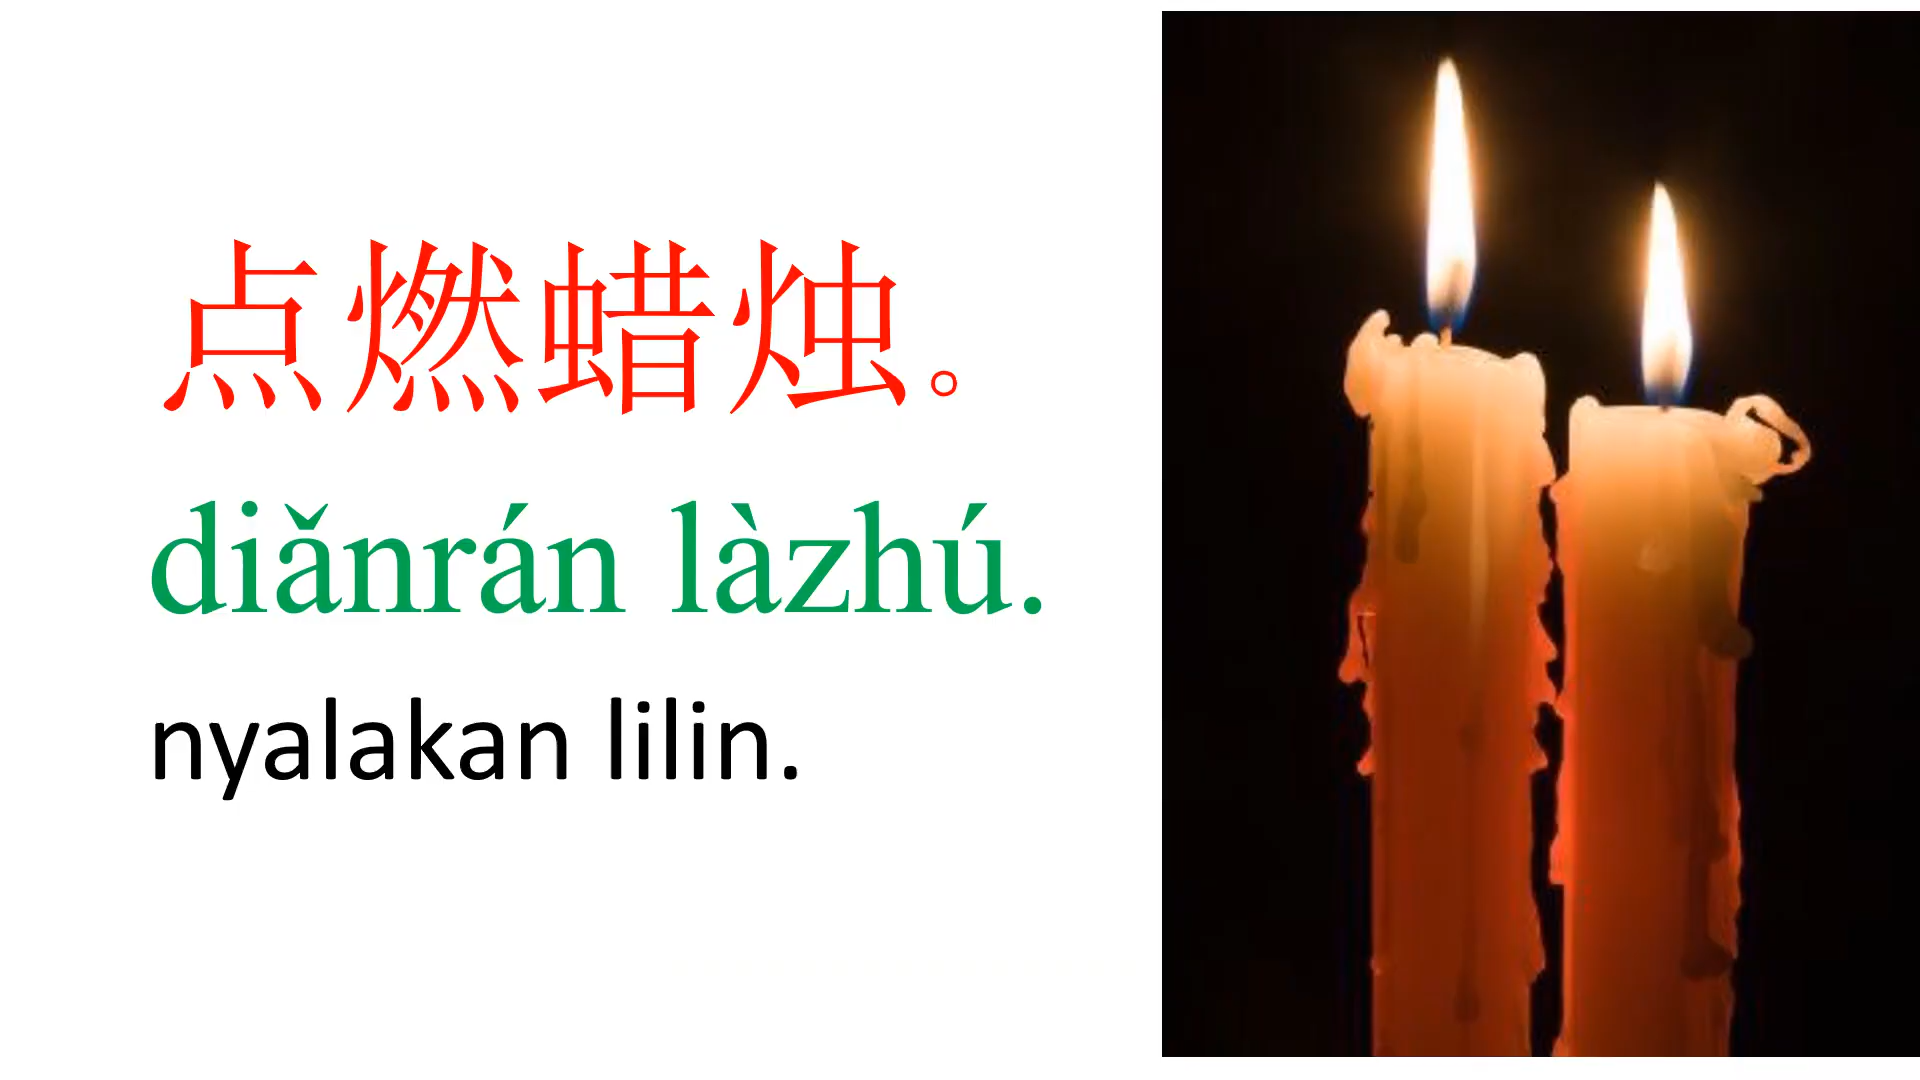 点燃蜡烛。
diǎnrán làzhú.
nyalakan lilin.